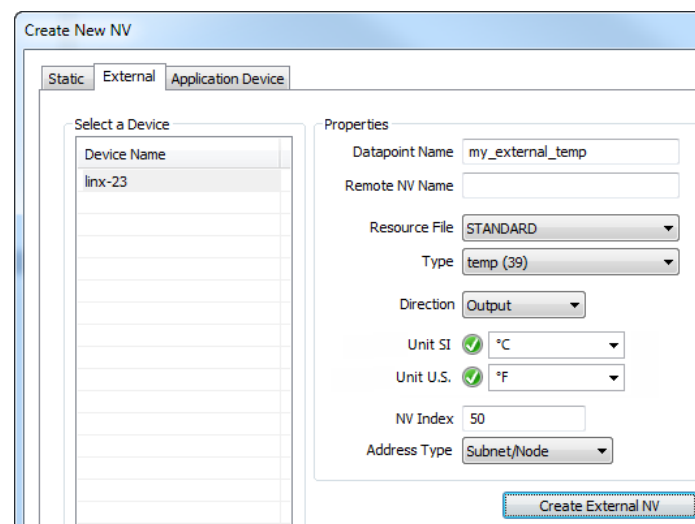 Create New NV
Static External Application Device
Select a Device
Device Name
linx-23
Properties
Datapoint Name my_external_temp
Remote NV Name
Resource File STANDARD
Type temp (39)
Direction Output
Unit SI °C
Unit U.S. °F
NV Index 50
Address Type Subnet/Node
Create External NV